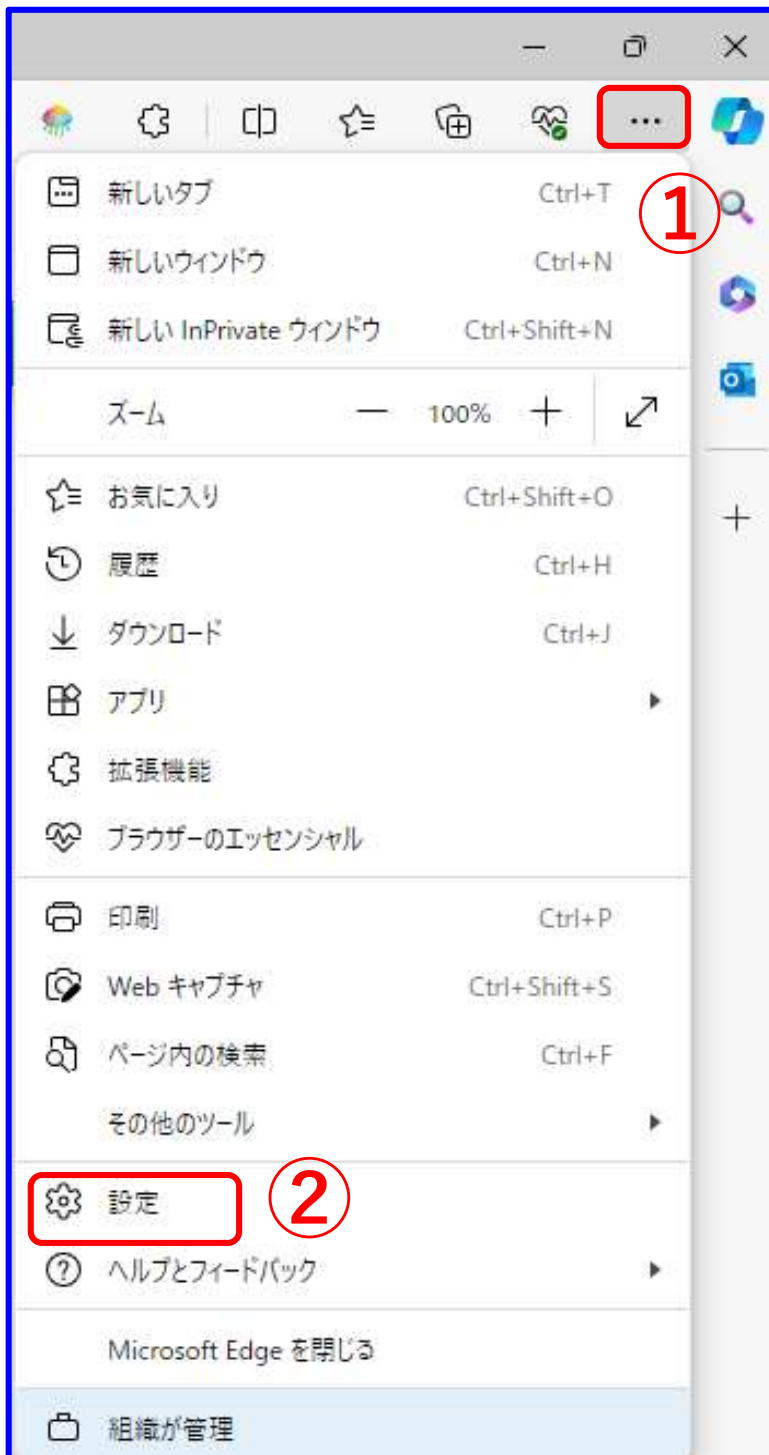 ①
新しいタブ Ctrl+T
新しいウィンドウ Ctrl+N
新しい InPrivate ウィンドウ Ctrl+Shift+N
ズーム — 100% +
お気に入り Ctrl+Shift+O
履歴 Ctrl+H
ダウンロード Ctrl+J
アプリ
拡張機能
ブラウザーのエッセンシャル
印刷 Ctrl+P
Web キャプチャ Ctrl+Shift+S
ページ内の検索 Ctrl+F
その他のツール
設定 ②
ヘルプとフィードバック
Microsoft Edge を閉じる
組織が管理